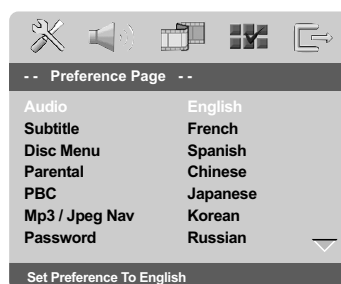 -- Preference Page --
Audio English
Subtitle French
Disc Menu Spanish
Parental Chinese
PBC Japanese
Mp3 / Jpeg Nav Korean
Password Russian
Set Preference To English